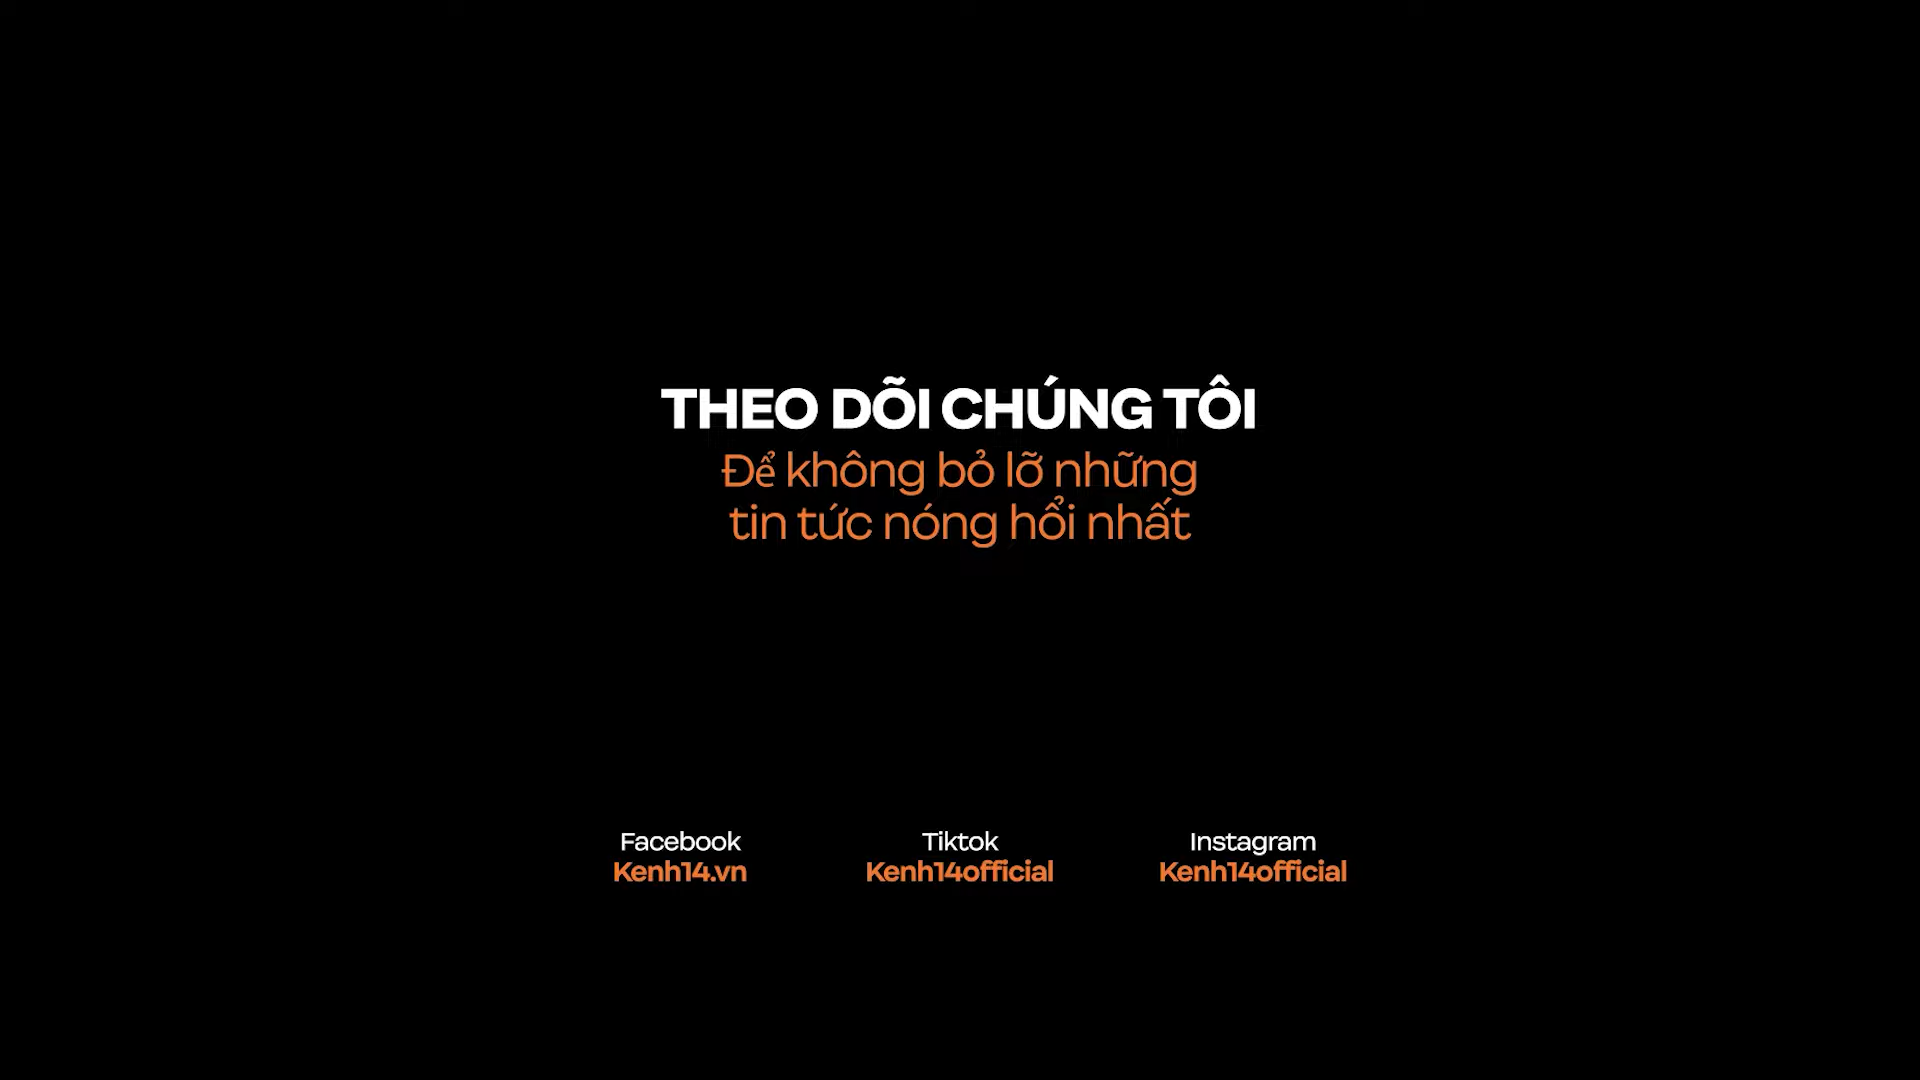 THEO DÕI CHÚNG TÔI
Để không bỏ lỡ những
tin tức nóng hổi nhất
Facebook Tiktok Instagram
Kenh14.vn Kenh14official Kenh14official